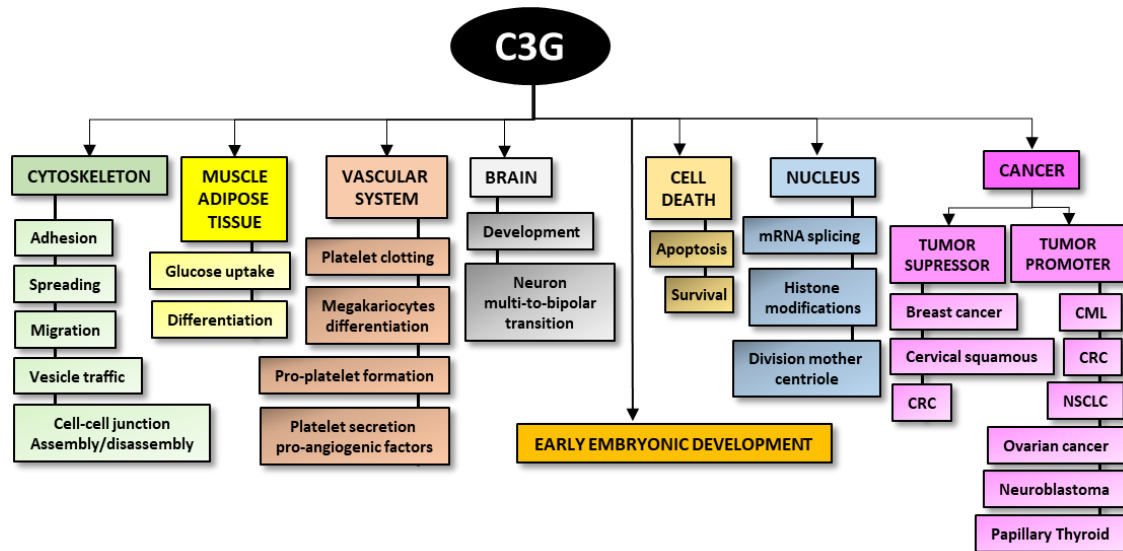 C3G
CYTOSKELETON
Adhesion
Spreading
Migration
Vesicle traffic
Cell-cell junction
Assembly/disassembly
MUSCLE
ADIPOSE
TISSUE
Glucose uptake
Differentiation
VASCULAR
SYSTEM
Platelet clotting
Megakariocytes
differentiation
Pro-platelet formation
Platelet secretion
pro-angiogenic factors
BRAIN
Development
Neuron
multi-to-bipolar
transition
EARLY EMBRYONIC DEVELOPMENT
CELL
DEATH
Apoptosis
Survival
NUCLEUS
mRNA splicing
Histone
modifications
Division mother
centriole
CANCER
TUMOR
SUPRESSOR
Breast cancer
Cervical squamous
CRC
TUMOR
PROMOTER
CML
CRC
NSCLC
Ovarian cancer
Neuroblastoma
Papillary Thyroid